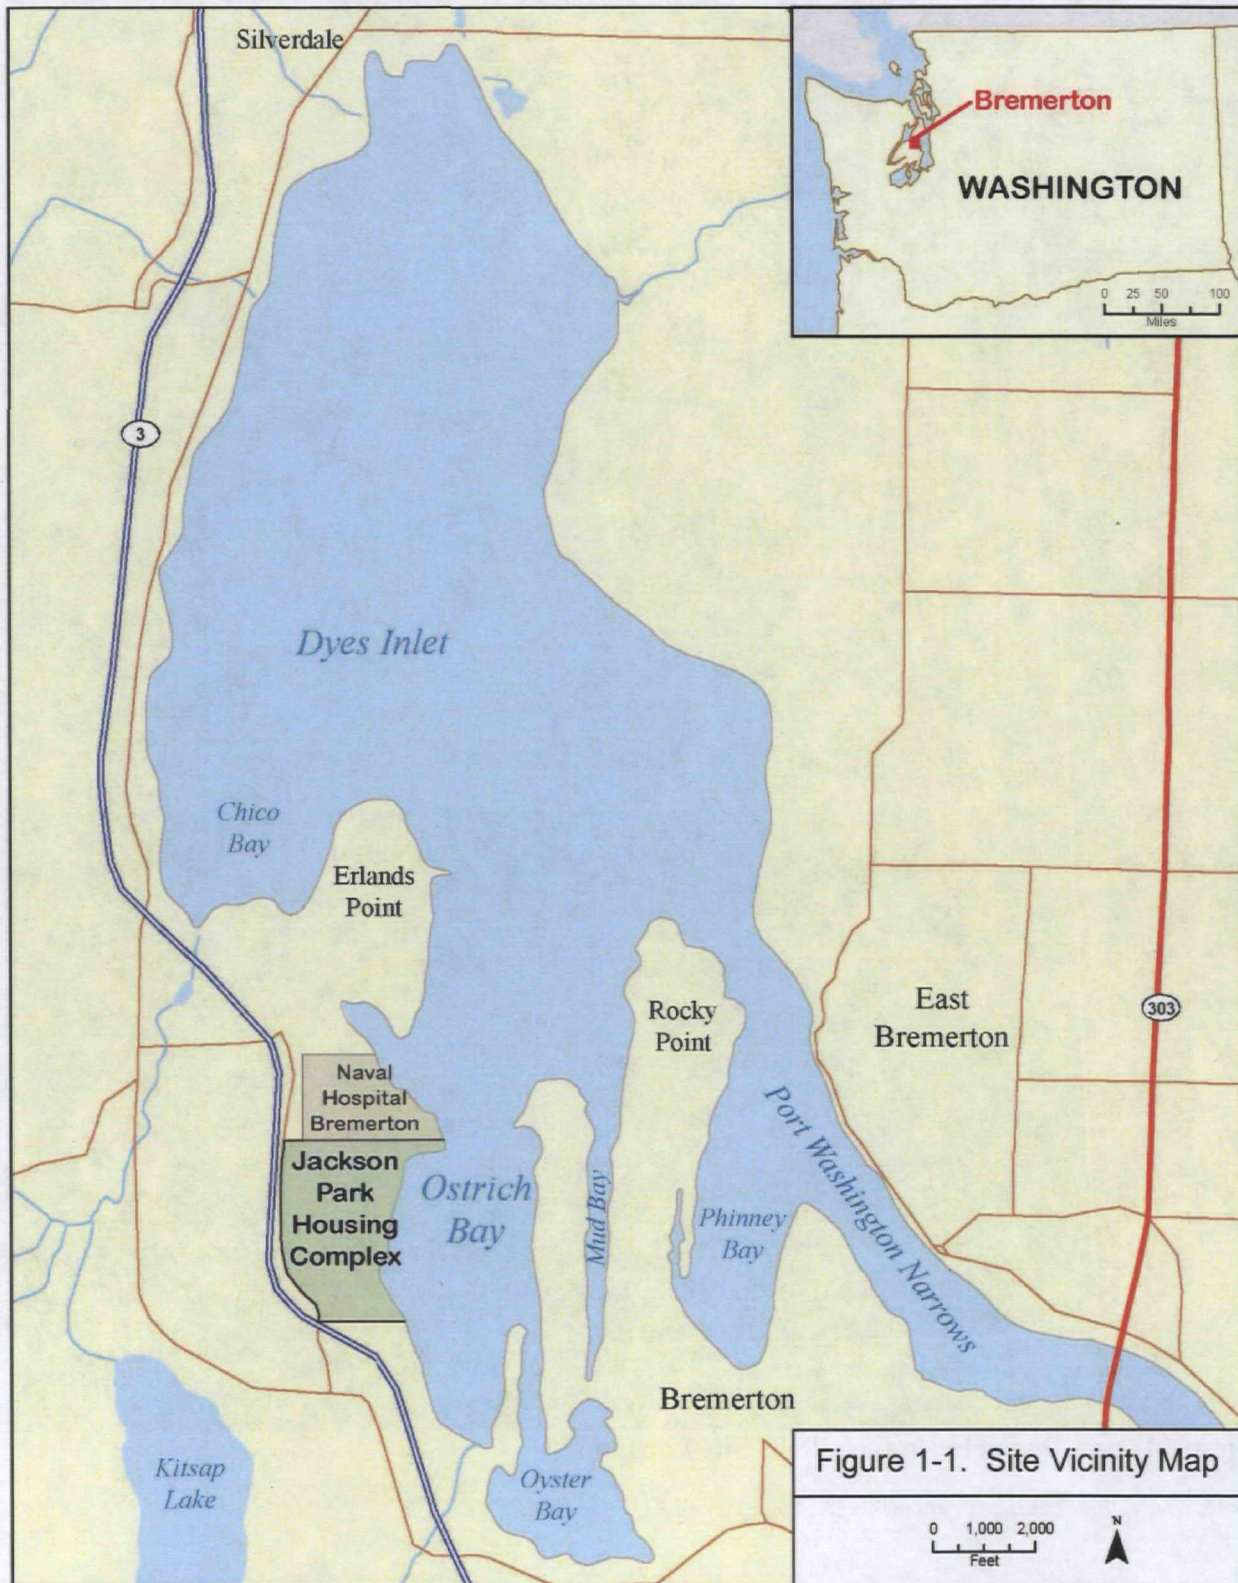 Silverdale
Bremerton
WASHINGTON
0 25 50 100
Miles
3
Dyes Inlet
Chico
Bay
Erlands
Point
Rocky
Point
East
Bremerton
303
Naval
Hospital
Bremerton
Jackson
Park
Housing
Complex
Ostrich
Bay
Mud Bay
Phinney
Bay
Port Washington Narrows
Bremerton
Kitsap
Lake
Oyster
Bay
Figure 1-1. Site Vicinity Map
0 1,000 2,000
Feet
N